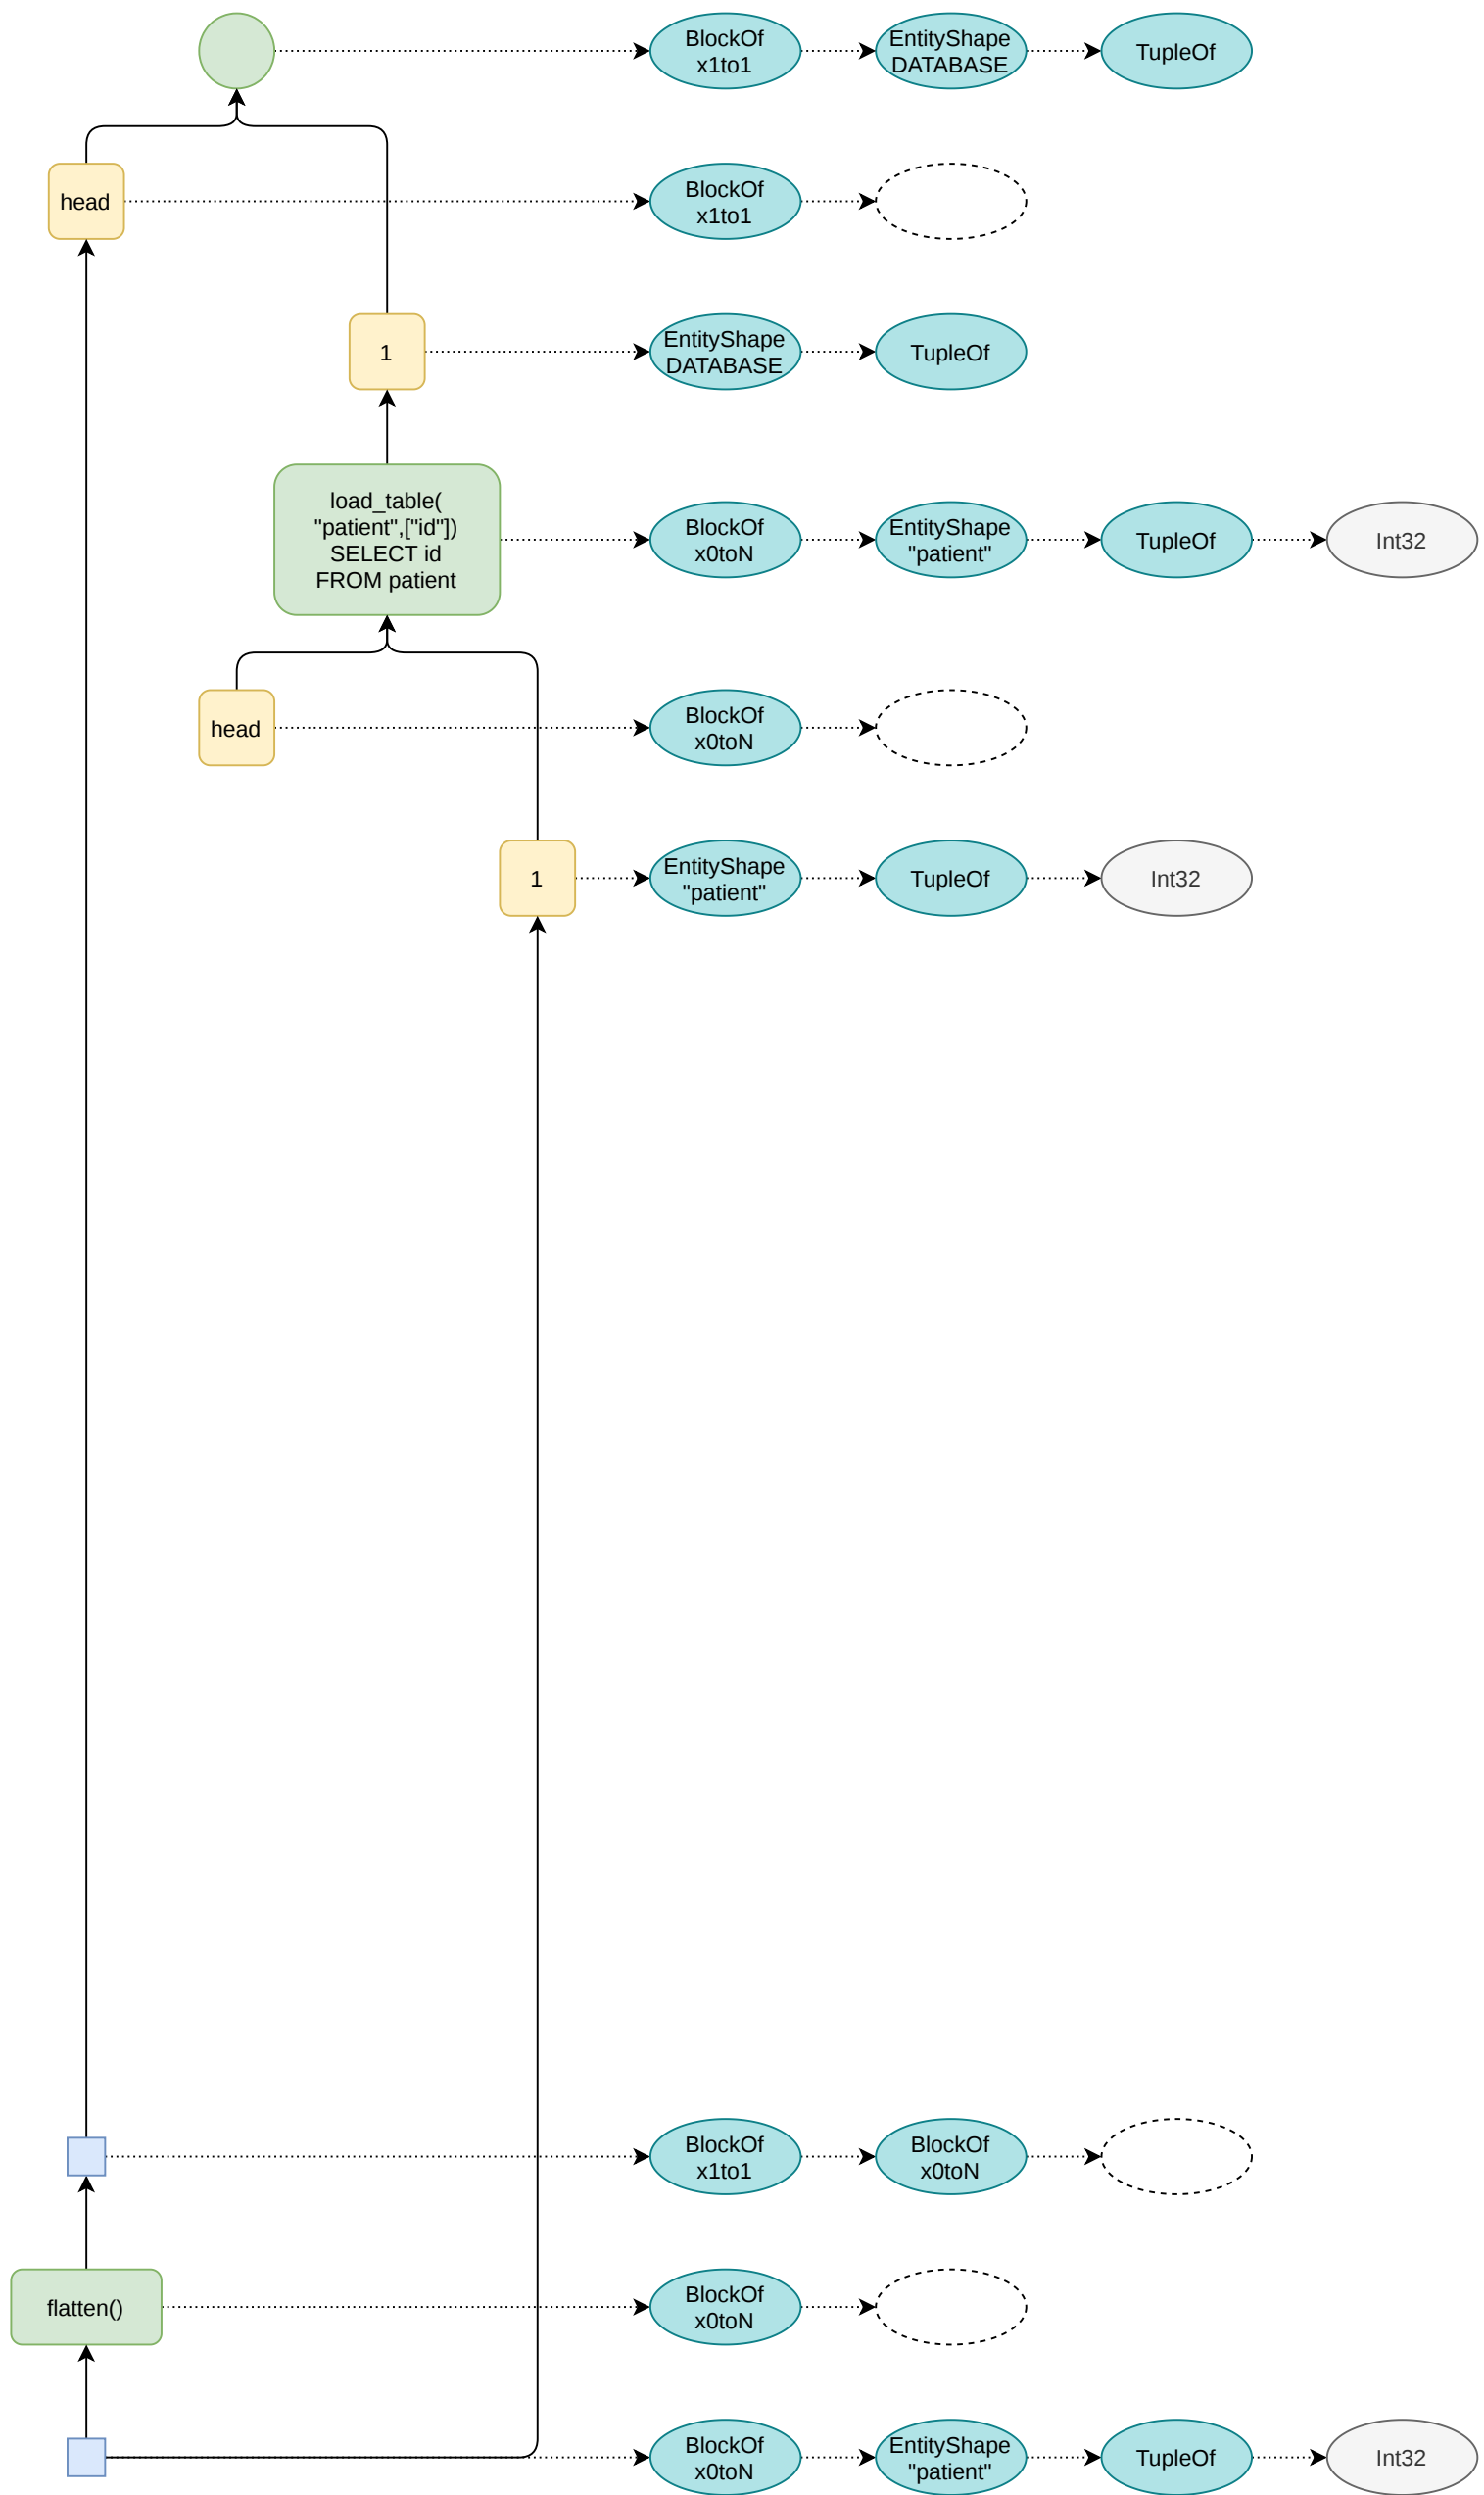 BlockOf
x1to1
EntityShape
DATABASE
TupleOf
head
BlockOf
x1to1
1
EntityShape
DATABASE
TupleOf
load_table(
"patient",["id"])
SELECT id
FROM patient
BlockOf
x0toN
EntityShape
"patient"
TupleOf
Int32
head
BlockOf
x0toN
1
EntityShape
"patient"
TupleOf
Int32
BlockOf
x1to1
BlockOf
x0toN
flatten()
BlockOf
x0toN
BlockOf
x0toN
EntityShape
"patient"
TupleOf
Int32